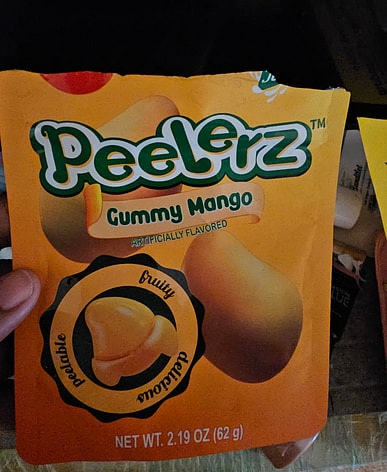 Peelerz™
Gummy Mango
ARTIFICIALLY FLAVORED
peelable
fruity
delicious
NET WT. 2.19 OZ (62 g)